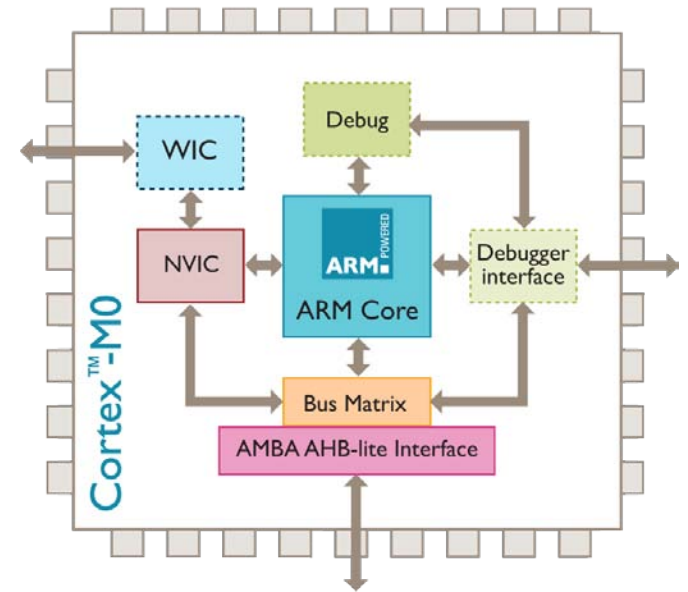 WIC
Debug
NVIC
ARM
POWERED
ARM Core
Debugger
interface
Bus Matrix
AMBA AHB-lite Interface
Cortex™-M0